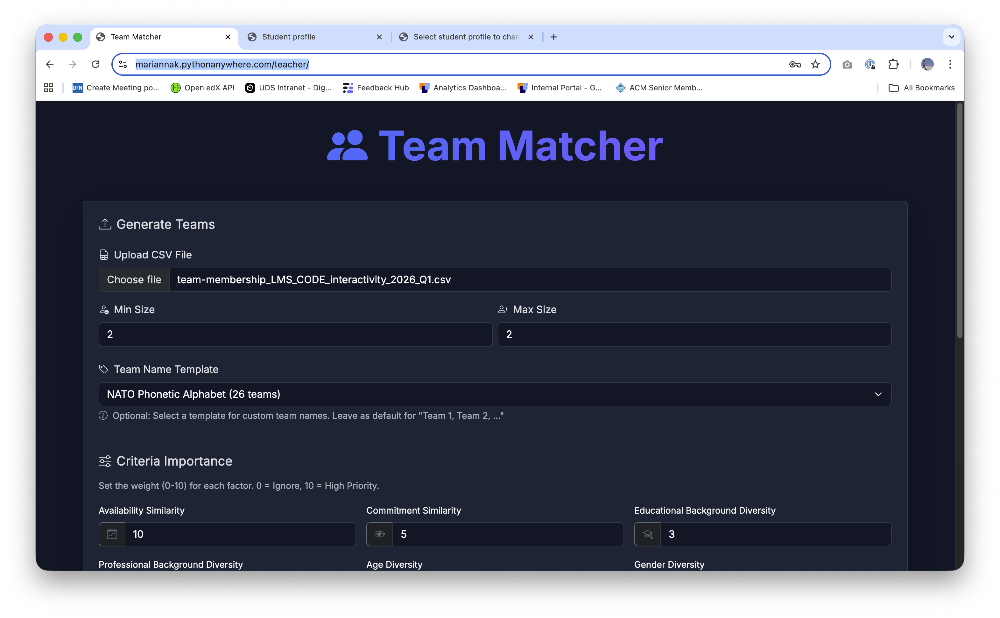 Team Matcher
Student profile
Select student profile to chan
mariannak.pythonanywhere.com/teacher/
DFN Create Meeting po...
Open edX API
UDS Intranet - Dig...
Feedback Hub
Analytics Dashboa...
Internal Portal - G...
ACM Senior Memb...
All Bookmarks
Team Matcher
Generate Teams
Upload CSV File
Choose file team-membership_LMS_CODE_interactivity_2026_Q1.csv
Min Size
Max Size
2
2
Team Name Template
NATO Phonetic Alphabet (26 teams)
Optional: Select a template for custom team names. Leave as default for "Team 1, Team 2, ..."
Criteria Importance
Set the weight (0-10) for each factor. 0 = Ignore, 10 = High Priority.
Availability Similarity
Commitment Similarity
Educational Background Diversity
10
5
3
Professional Background Diversity
Age Diversity
Gender Diversity